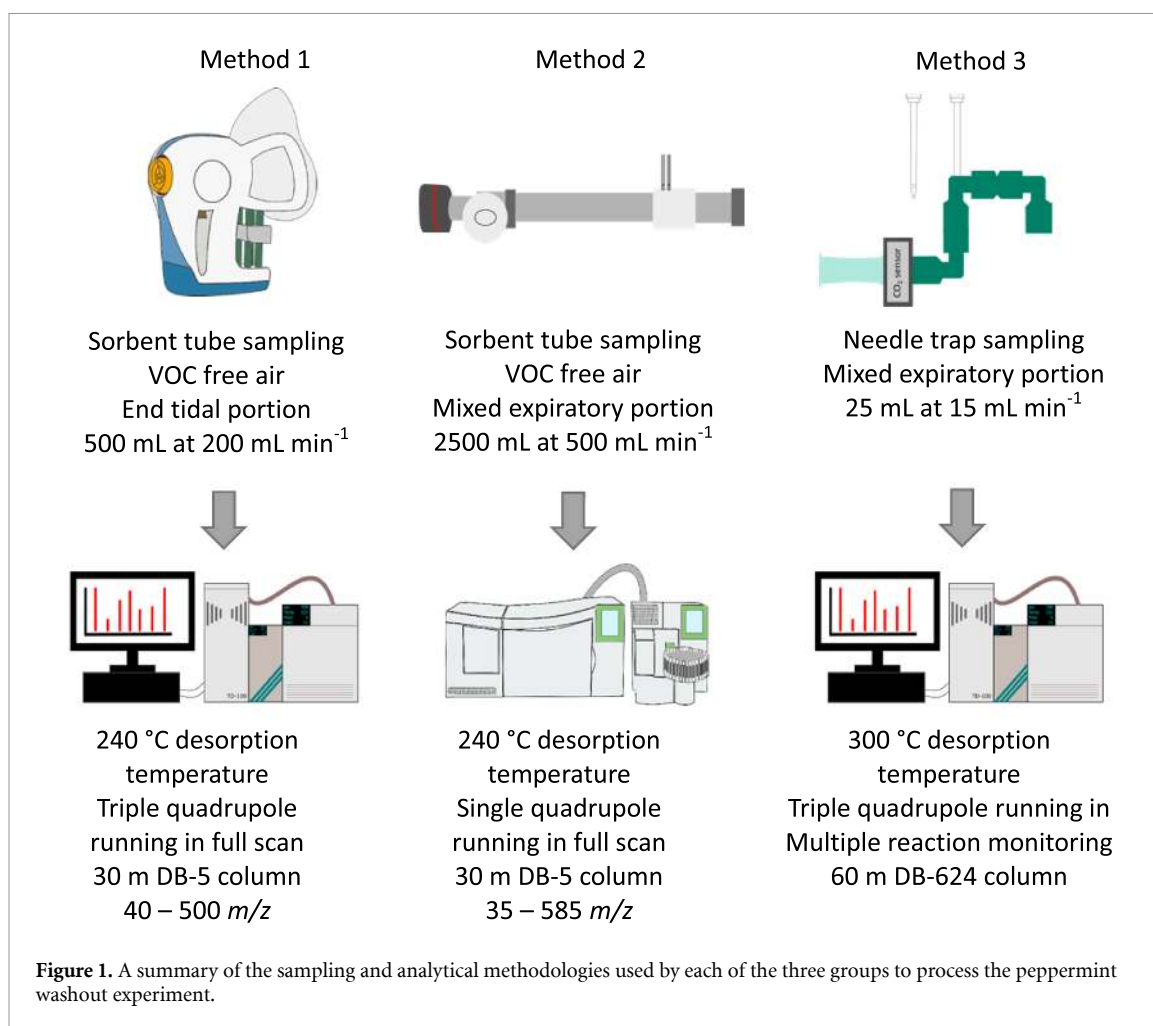 Method 1
Method 2
Method 3
CO2 sensor
Sorbent tube sampling
VOC free air
End tidal portion
500 mL at 200 mL min-1
Sorbent tube sampling
VOC free air
Mixed expiratory portion
2500 mL at 500 mL min-1
Needle trap sampling
Mixed expiratory portion
25 mL at 15 mL min-1
TD-100
TD-100
240 °C desorption
temperature
Triple quadrupole
running in full scan
30 m DB-5 column
40 – 500 m/z
240 °C desorption
temperature
Single quadrupole
running in full scan
30 m DB-5 column
35 – 585 m/z
300 °C desorption
temperature
Triple quadrupole running in
Multiple reaction monitoring
60 m DB-624 column
Figure 1. A summary of the sampling and analytical methodologies used by each of the three groups to process the peppermint
washout experiment.